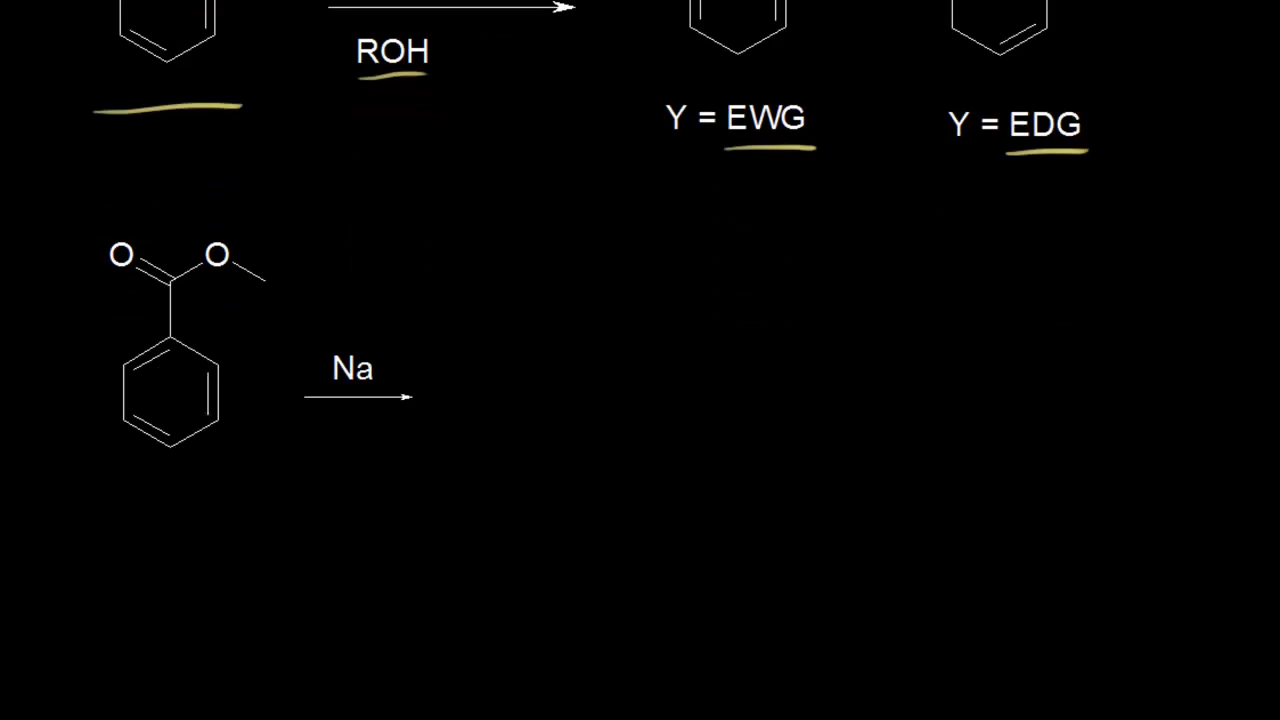 ROH
Y = EWG
Y = EDG
O
O
Na